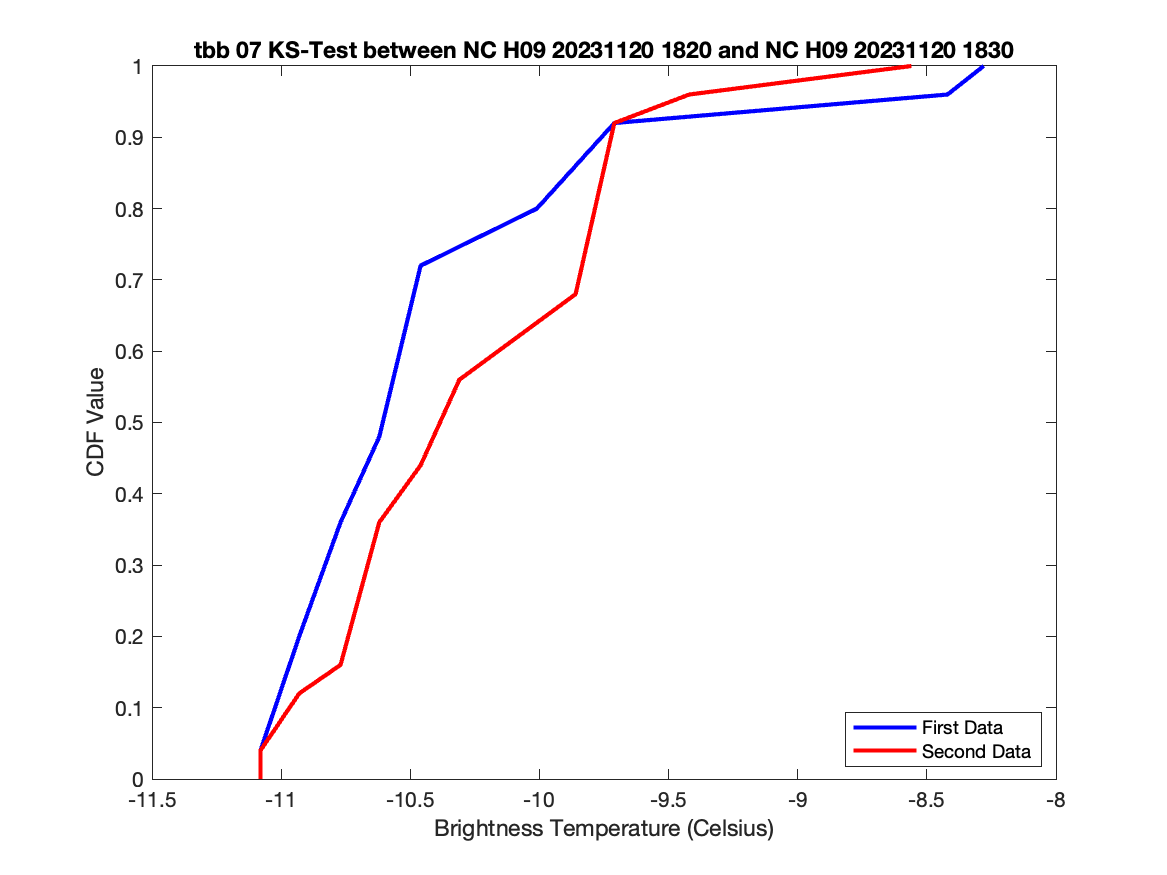 tbb 07 KS-Test between NC H09 20231120 1820 and NC H09 20231120 1830
1
0.9
0.8
0.7
0.6
0.5
0.4
0.3
0.2
0.1
0
CDF Value
First Data
Second Data
-11.5 -11 -10.5 -10 -9.5 -9 -8.5 -8
Brightness Temperature (Celsius)